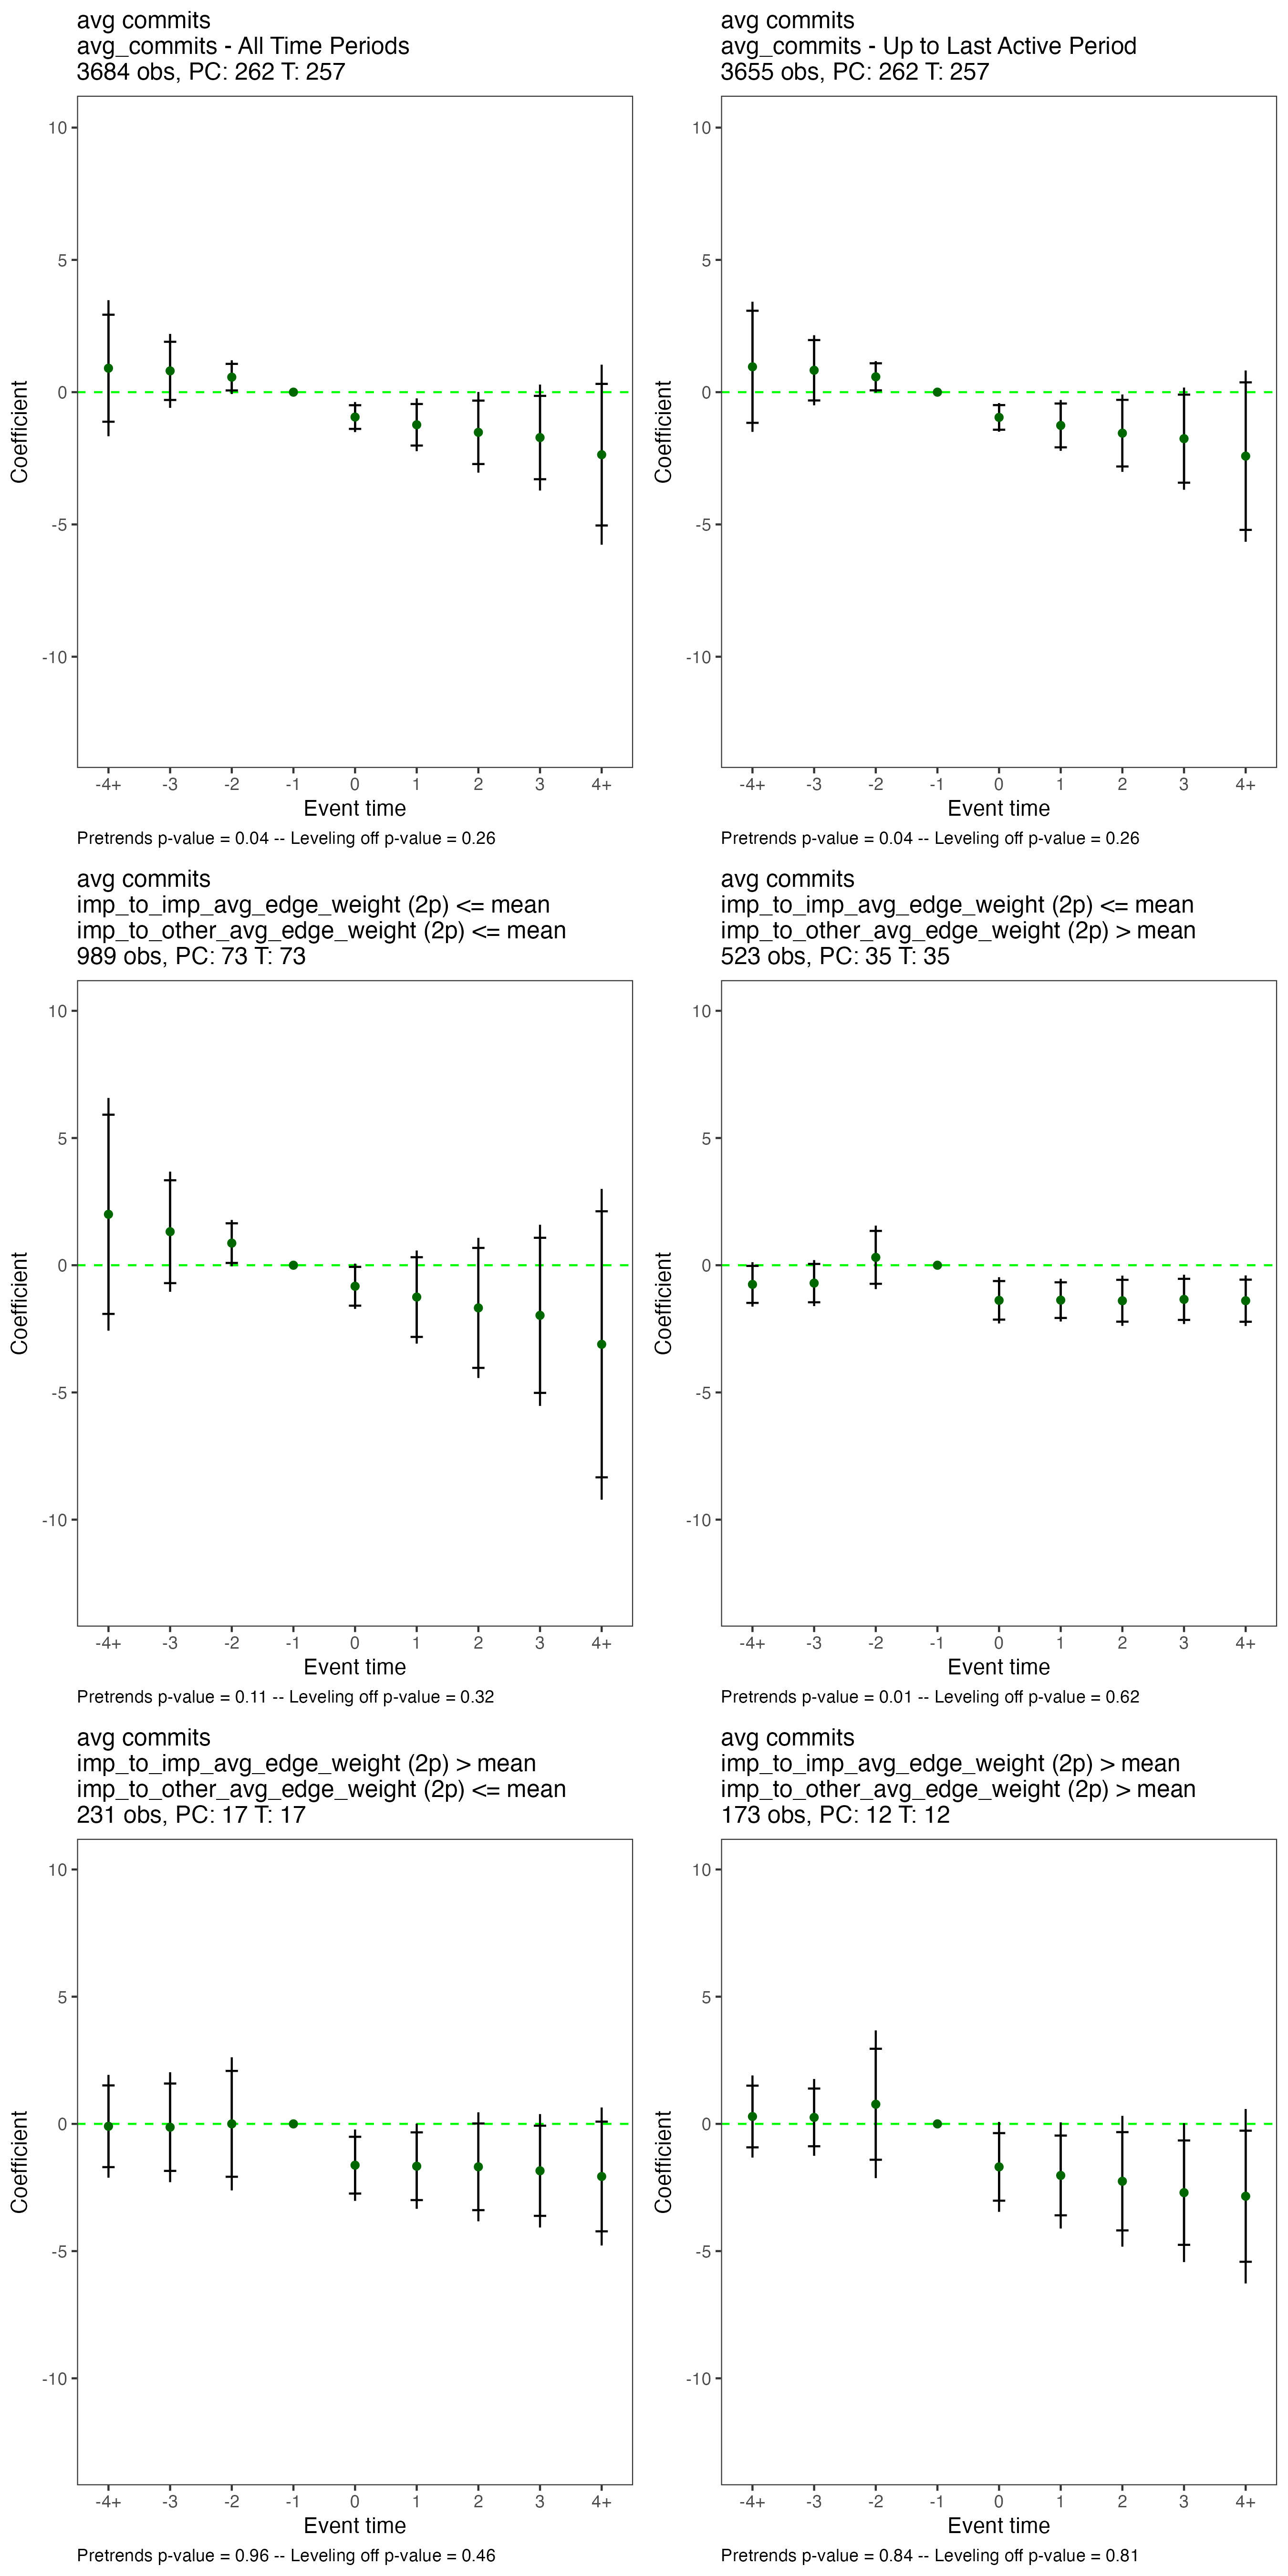 avg commits
avg_commits - All Time Periods
3684 obs, PC: 262 T: 257
10
5
0
-5
-10
Coefficient
-4+ -3 -2 -1 0 1 2 3 4+
Event time
Pretrends p-value = 0.04 -- Leveling off p-value = 0.26
avg commits
avg_commits - Up to Last Active Period
3655 obs, PC: 262 T: 257
10
5
0
-5
-10
Coefficient
-4+ -3 -2 -1 0 1 2 3 4+
Event time
Pretrends p-value = 0.04 -- Leveling off p-value = 0.26
avg commits
imp_to_imp_avg_edge_weight (2p) <= mean
imp_to_other_avg_edge_weight (2p) <= mean
989 obs, PC: 73 T: 73
10
5
0
-5
-10
Coefficient
-4+ -3 -2 -1 0 1 2 3 4+
Event time
Pretrends p-value = 0.11 -- Leveling off p-value = 0.32
avg commits
imp_to_imp_avg_edge_weight (2p) <= mean
imp_to_other_avg_edge_weight (2p) > mean
523 obs, PC: 35 T: 35
10
5
0
-5
-10
Coefficient
-4+ -3 -2 -1 0 1 2 3 4+
Event time
Pretrends p-value = 0.01 -- Leveling off p-value = 0.62
avg commits
imp_to_imp_avg_edge_weight (2p) > mean
imp_to_other_avg_edge_weight (2p) <= mean
231 obs, PC: 17 T: 17
10
5
0
-5
-10
Coefficient
-4+ -3 -2 -1 0 1 2 3 4+
Event time
Pretrends p-value = 0.96 -- Leveling off p-value = 0.46
avg commits
imp_to_imp_avg_edge_weight (2p) > mean
imp_to_other_avg_edge_weight (2p) > mean
173 obs, PC: 12 T: 12
10
5
0
-5
-10
Coefficient
-4+ -3 -2 -1 0 1 2 3 4+
Event time
Pretrends p-value = 0.84 -- Leveling off p-value = 0.81